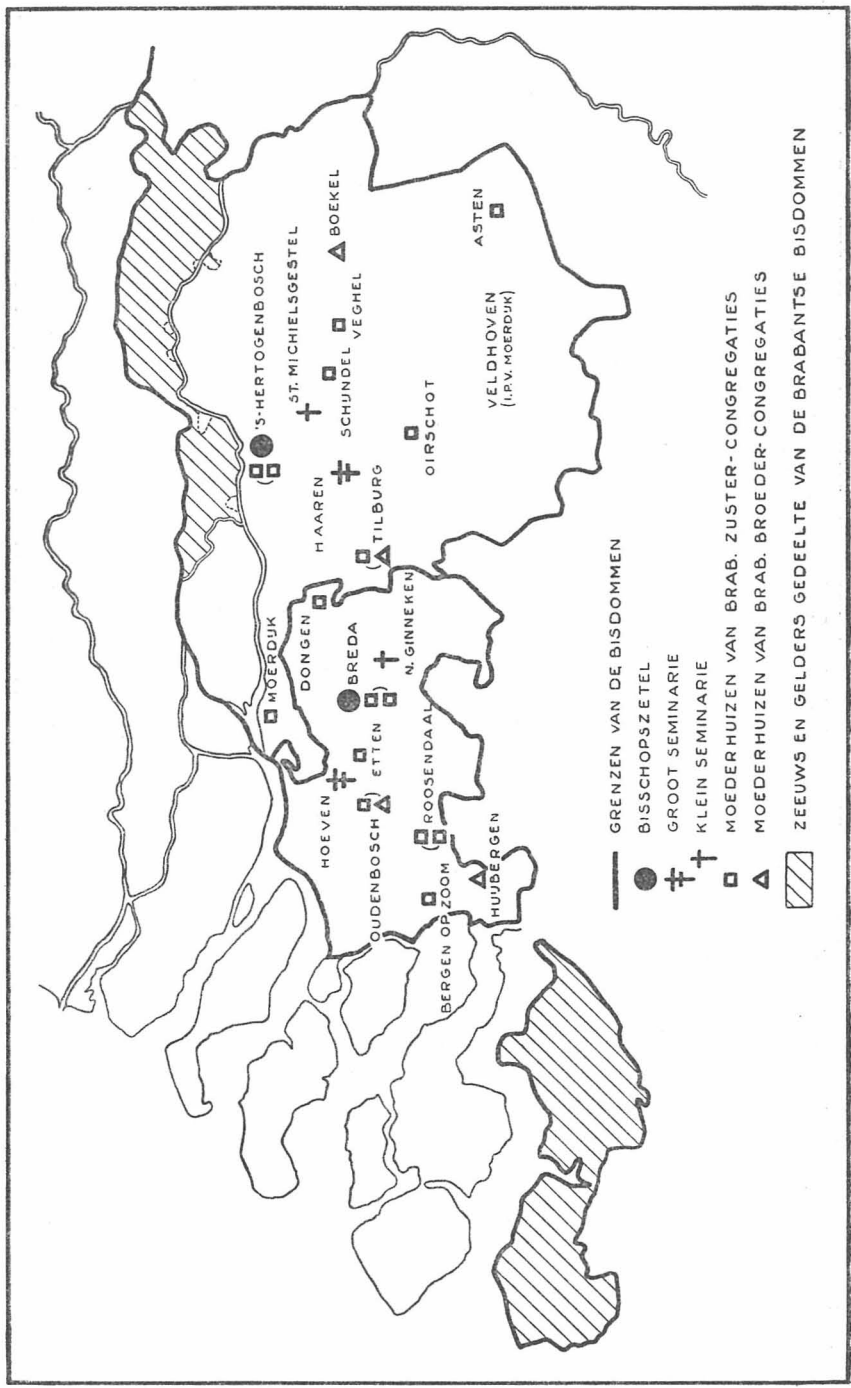 MOERDIJK
DONGEN
HOEVEN
BREDA
ETTEN
OUDENBOSCH
N. GINNEKEN
ROOSENDAAL
BERGEN OP ZOOM
HUYBERGEN
'S-HERTOGENBOSCH
ST. MICHIELSGESTEL
HAAREN
SCHIJNDEL
VEGHEL
BOEKEL
TILBURG
OIRSCHOT
ASTEN
VELDHOVEN
(I.P.V. MOERDIJK)
GRENZEN VAN DE BISDOMMEN
BISSCHOPSZETEL
GROOT SEMINARIE
KLEIN SEMINARIE
MOEDERHUIZEN VAN BRAB. ZUSTER-CONGREGATIES
MOEDERHUIZEN VAN BRAB. BROEDER-CONGREGATIES
ZEEUWS EN GELDERS GEDEELTE VAN DE BRABANTSE BISDOMMEN